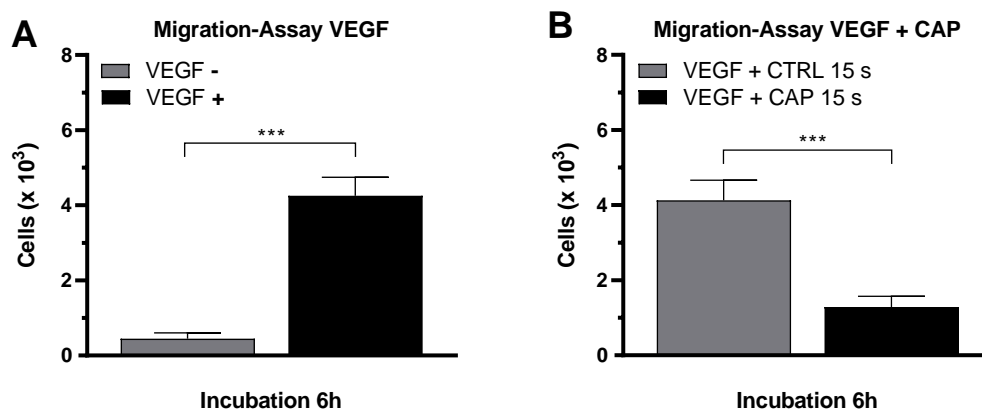 A
Migration-Assay VEGF
8
6
4
2
0
Cells (x 10³)
VEGF -
VEGF +
***
Incubation 6h
B
Migration-Assay VEGF + CAP
8
6
4
2
0
Cells (x 10³)
VEGF + CTRL 15 s
VEGF + CAP 15 s
***
Incubation 6h